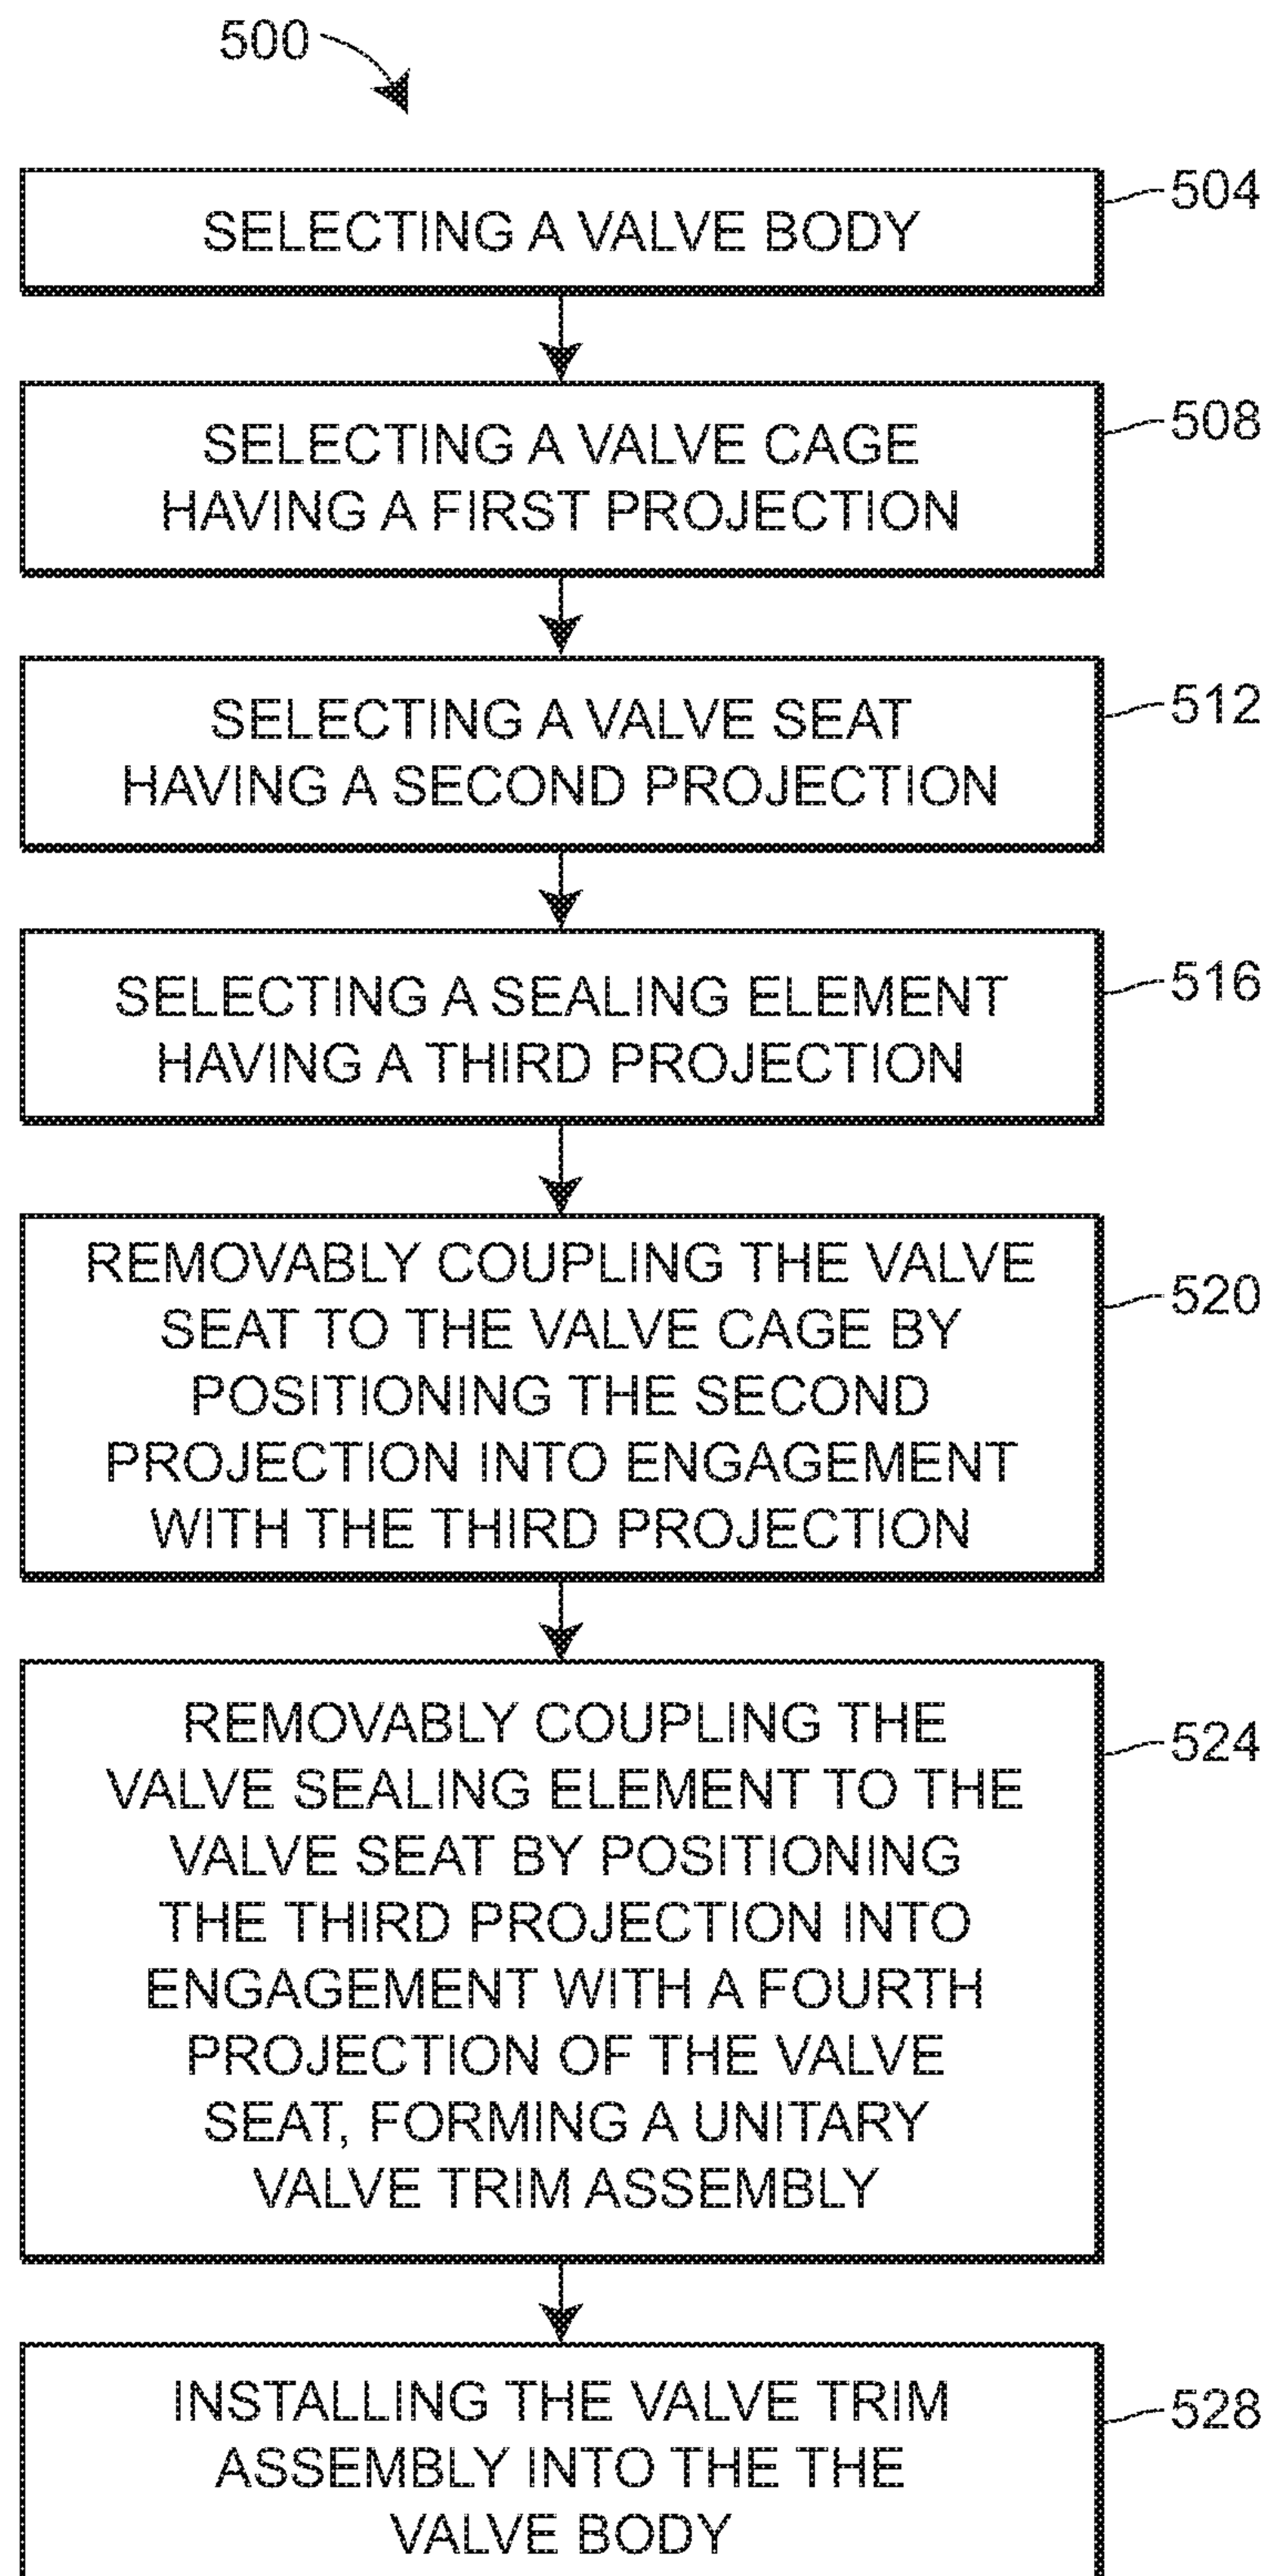 500
SELECTING A VALVE BODY
504
SELECTING A VALVE CAGE
HAVING A FIRST PROJECTION
508
SELECTING A VALVE SEAT
HAVING A SECOND PROJECTION
512
SELECTING A SEALING ELEMENT
HAVING A THIRD PROJECTION
516
REMOVABLY COUPLING THE VALVE
SEAT TO THE VALVE CAGE BY
POSITIONING THE SECOND
PROJECTION INTO ENGAGEMENT
WITH THE THIRD PROJECTION
520
REMOVABLY COUPLING THE
VALVE SEALING ELEMENT TO THE
VALVE SEAT BY POSITIONING
THE THIRD PROJECTION INTO
ENGAGEMENT WITH A FOURTH
PROJECTION OF THE VALVE
SEAT, FORMING A UNITARY
VALVE TRIM ASSEMBLY
524
INSTALLING THE VALVE TRIM
ASSEMBLY INTO THE THE
VALVE BODY
528